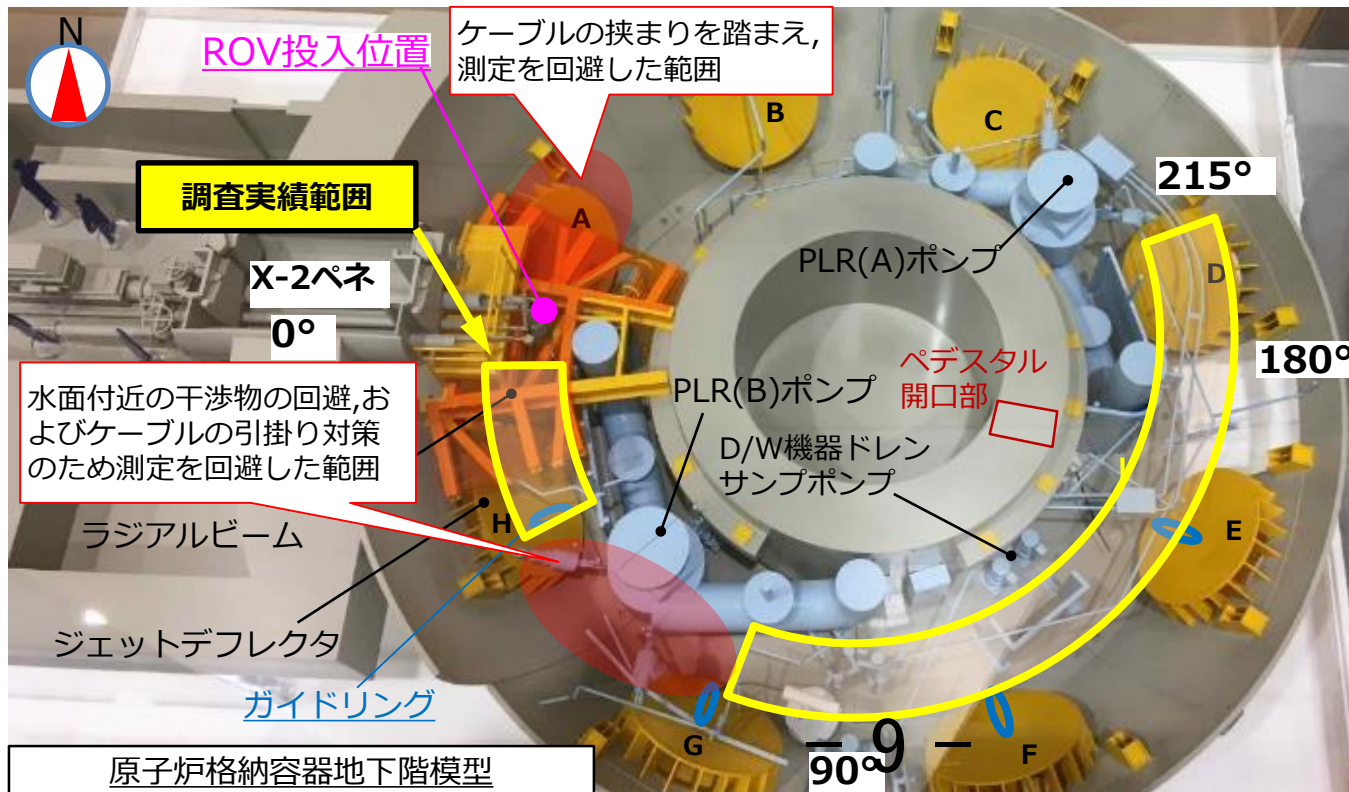 N
ROV投入位置
ケーブルの挟まりを踏まえ,
測定を回避した範囲
調査実績範囲
X-2ペネ
0°
A
B
C
215°
D
PLR(A)ポンプ
180°
水面付近の干渉物の回避,お
よびケーブルの引掛り対策
のため測定を回避した範囲
PLR(B)ポンプ
ペデスタル
開口部
D/W機器ドレン
サンプポンプ
ラジアルビーム
H
E
ジェットデフレクタ
ガイドリング
G
F
90°
− 9 −
原子炉格納容器地下階模型